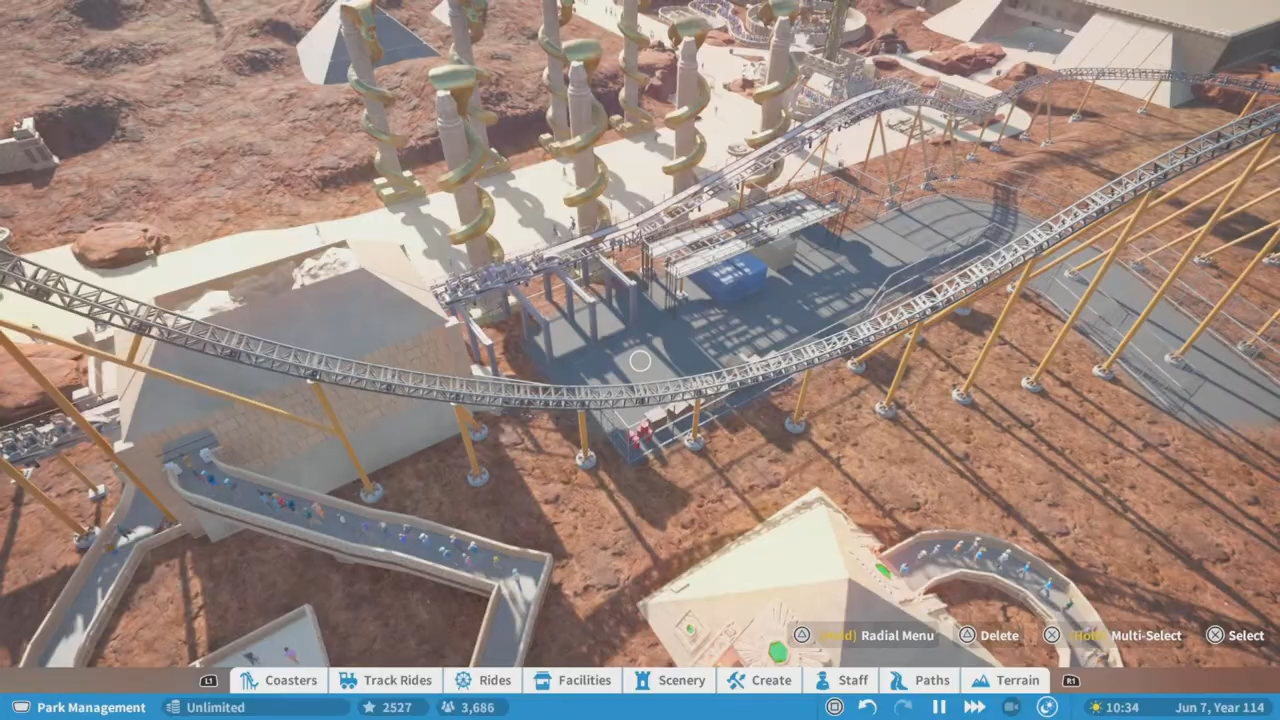 (Hold) Radial Menu
Delete
(Hold) Multi-Select
Select
L1
Coasters
Track Rides
Rides
Facilities
Scenery
Create
Staff
Paths
Terrain
R1
Park Management
Unlimited
2527
3,686
10:34
Jun 7, Year 114